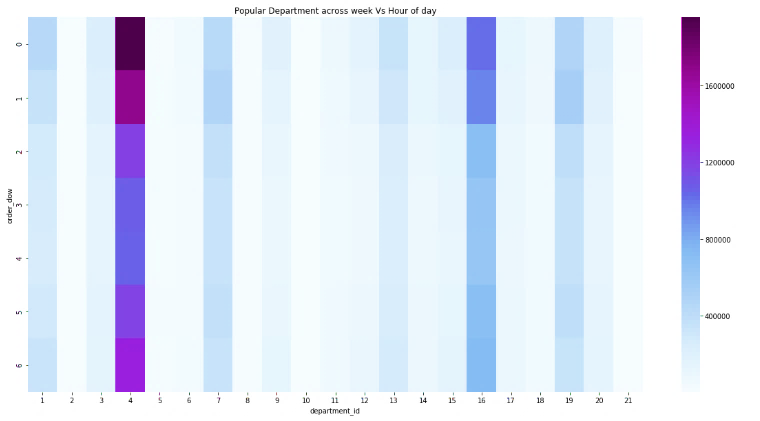 Popular Department across week Vs Hour of day
order_dow
0
1
2
3
4
5
6
1 2 3 4 5 6 7 8 9 10 11 12 13 14 15 16 17 18 19 20 21
department_id
1600000
1200000
800000
400000